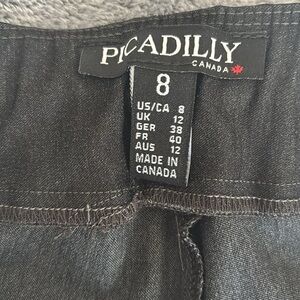 PICADILLY
CANADA
8
US/CA 8
UK 12
GER 38
FR 40
AUS 12
MADE IN
CANADA